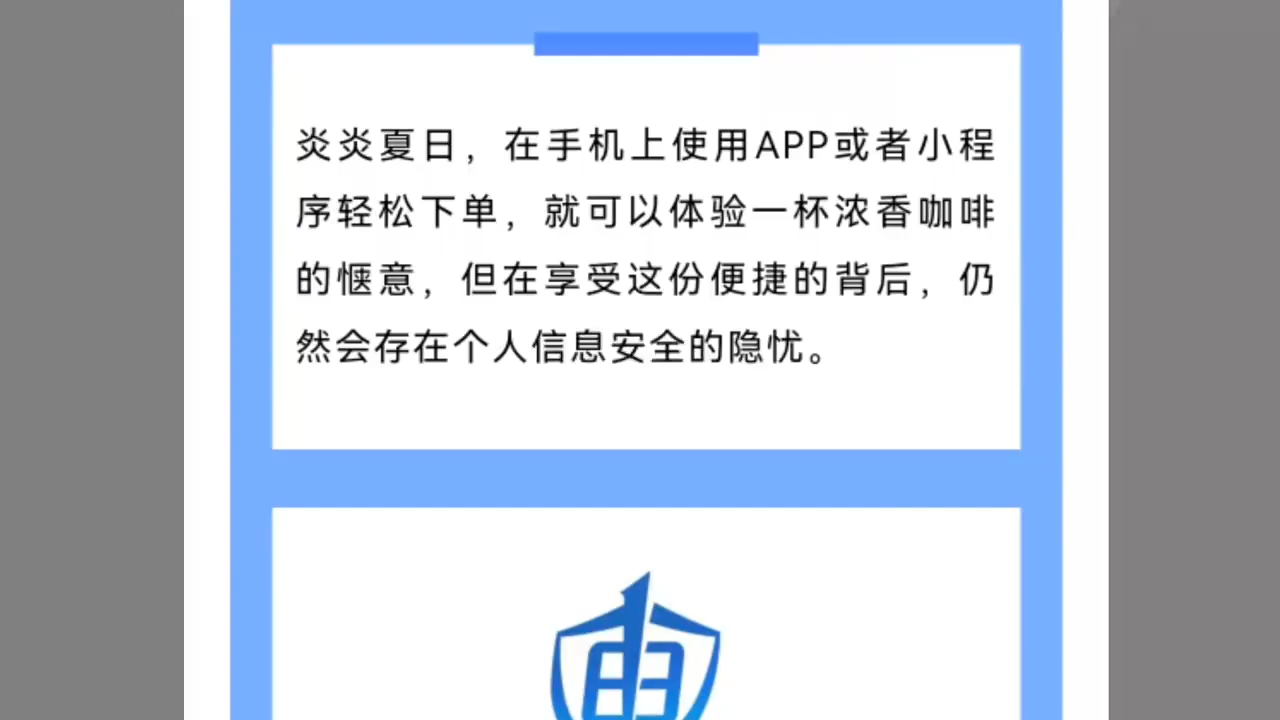 炎炎夏日，在手机上使用APP或者小程
序轻松下单，就可以体验一杯浓香咖啡
的惬意，但在享受这份便捷的背后，仍
然会存在个人信息安全的隐忧。